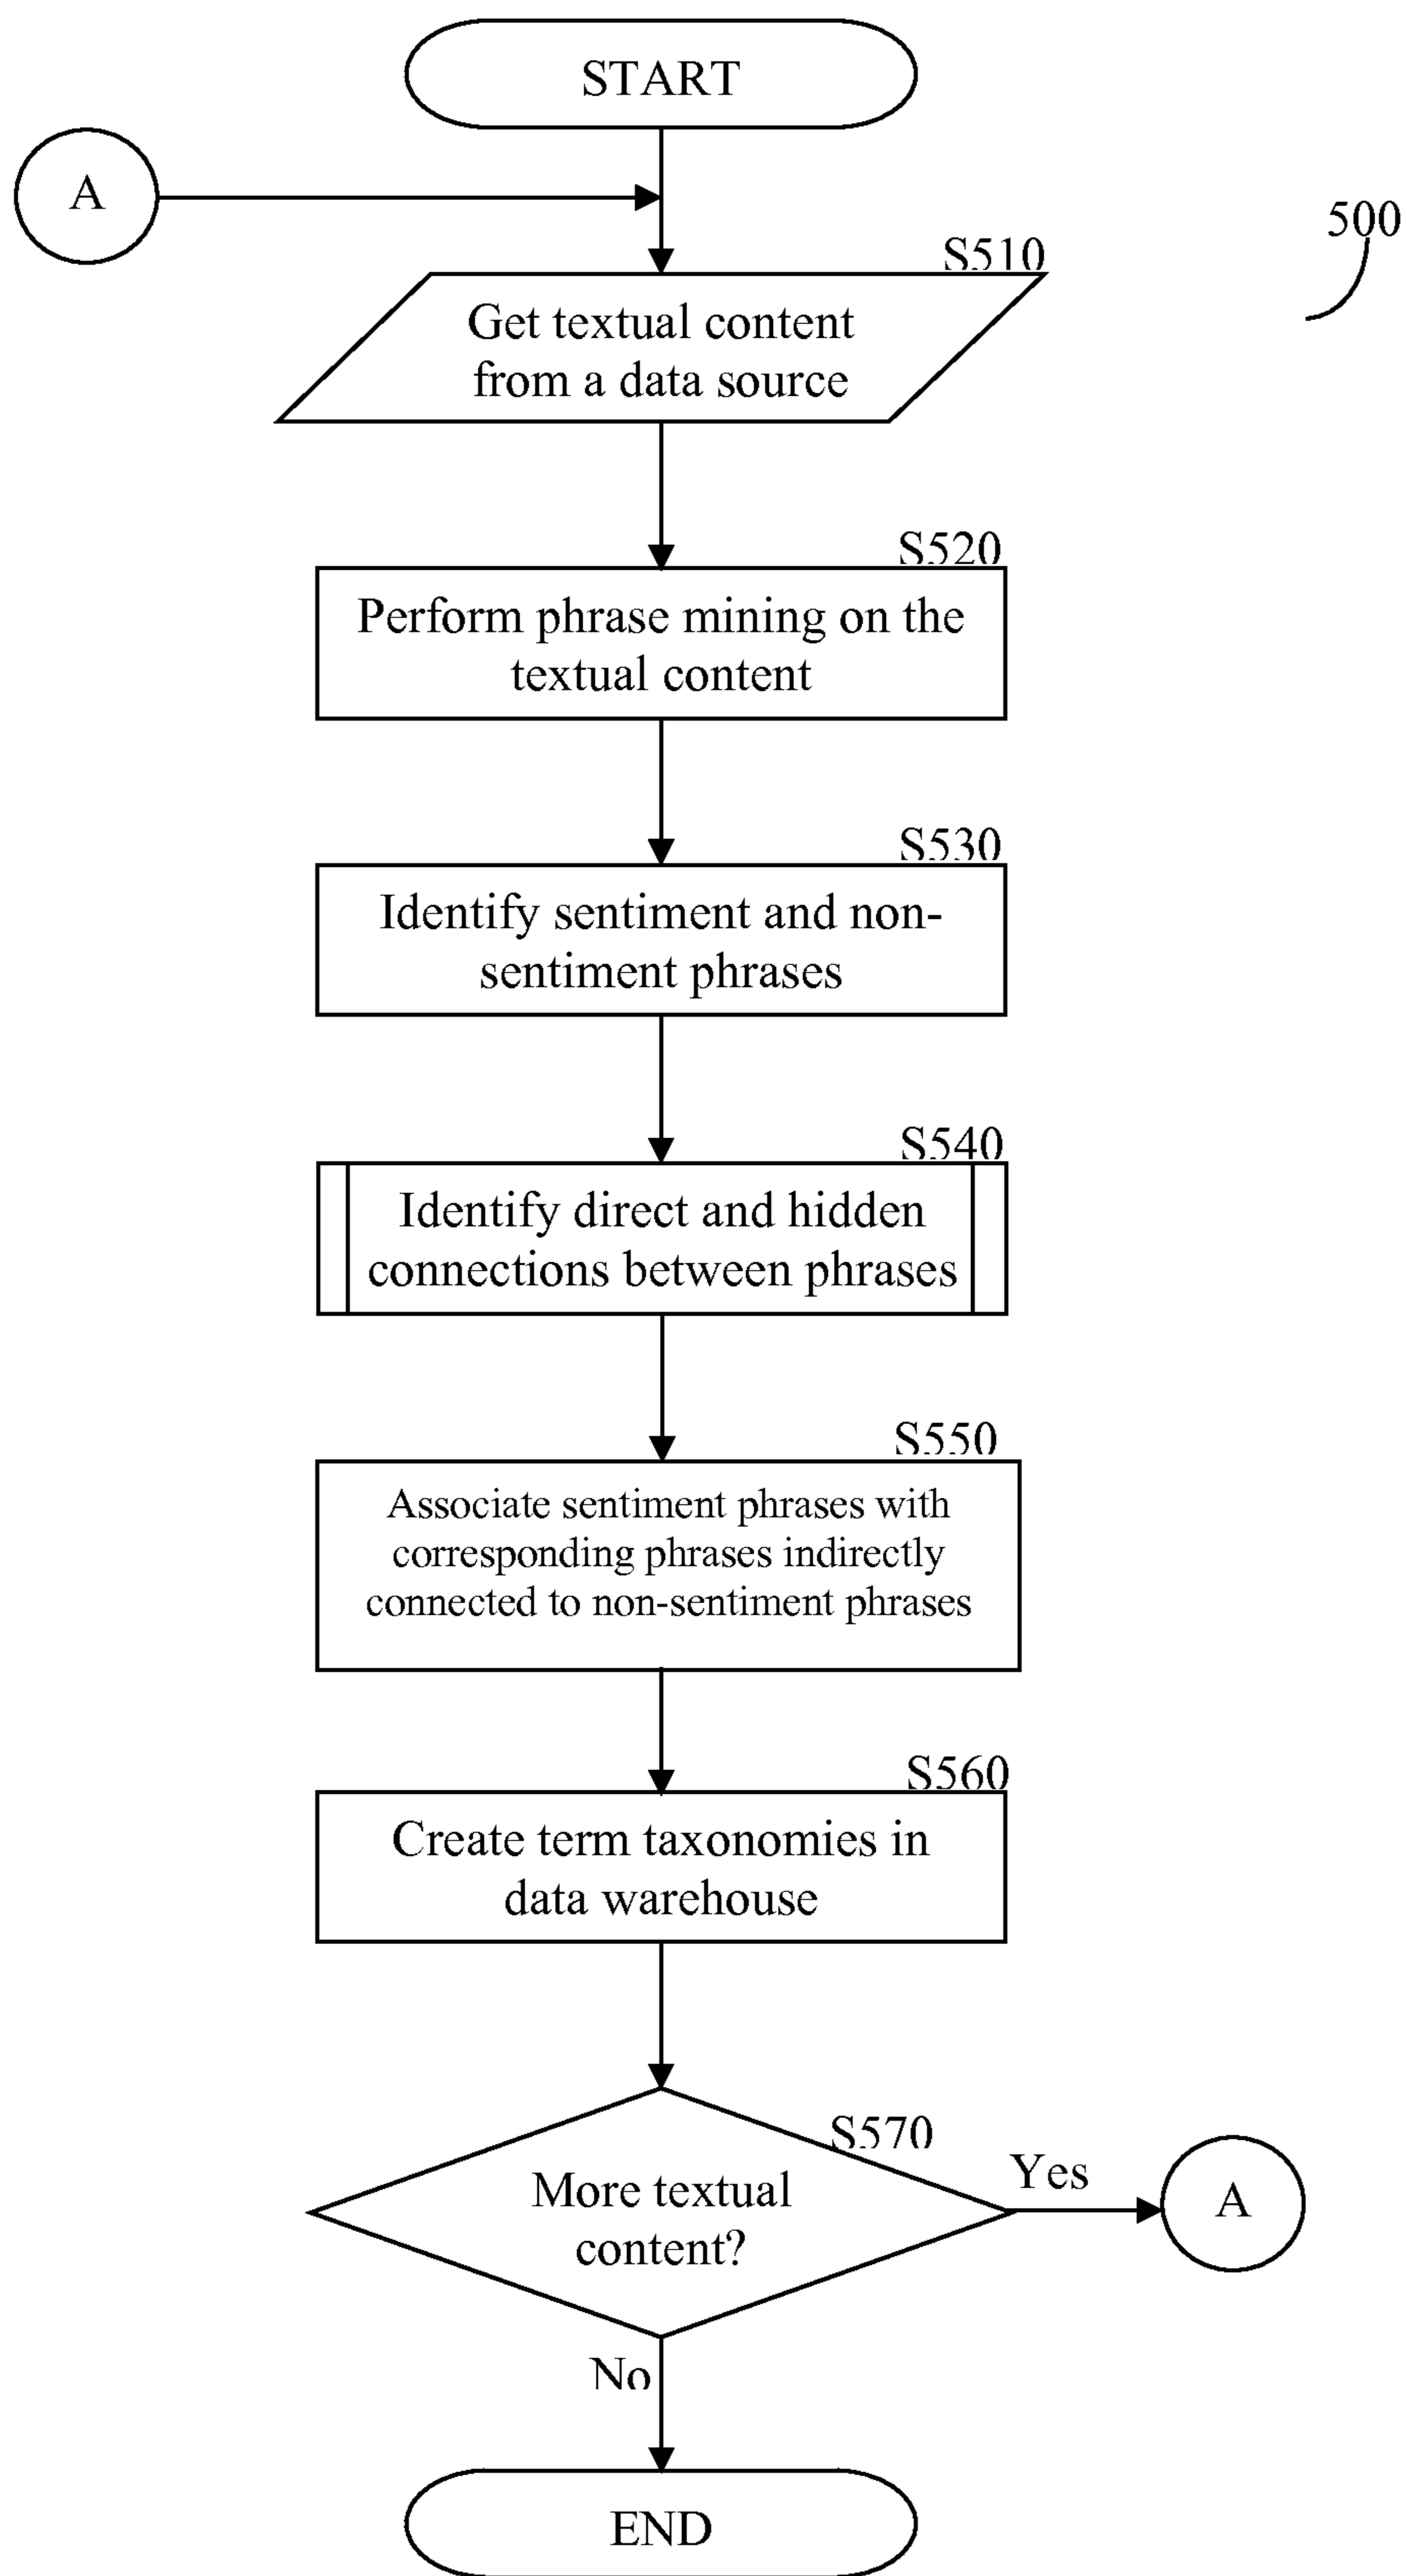 START
A
500
S510
Get textual content
from a data source
S520
Perform phrase mining on the
textual content
S530
Identify sentiment and non-
sentiment phrases
S540
Identify direct and hidden
connections between phrases
S550
Associate sentiment phrases with
corresponding phrases indirectly
connected to non-sentiment phrases
S560
Create term taxonomies in
data warehouse
S570
More textual
content?
Yes
A
No
END